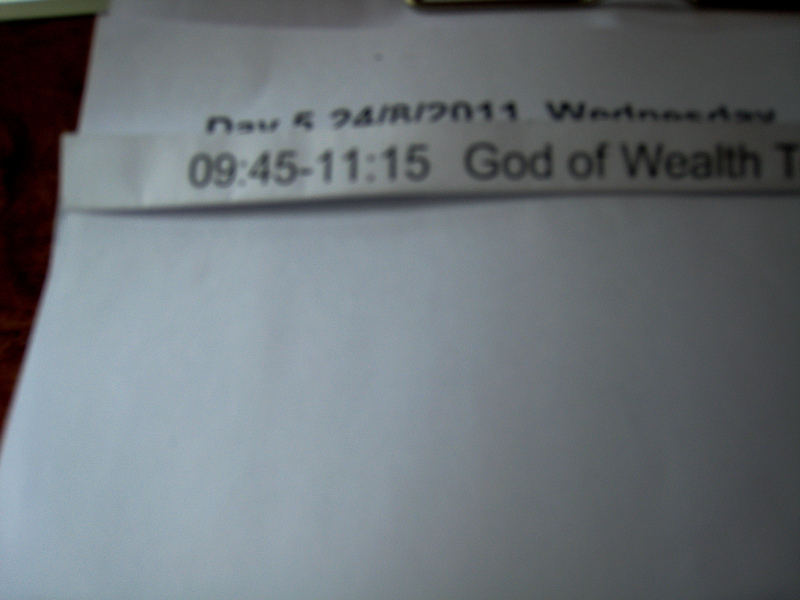 Day 5 24/8/2011, Wednesday
09:45-11:15 God of Wealth T